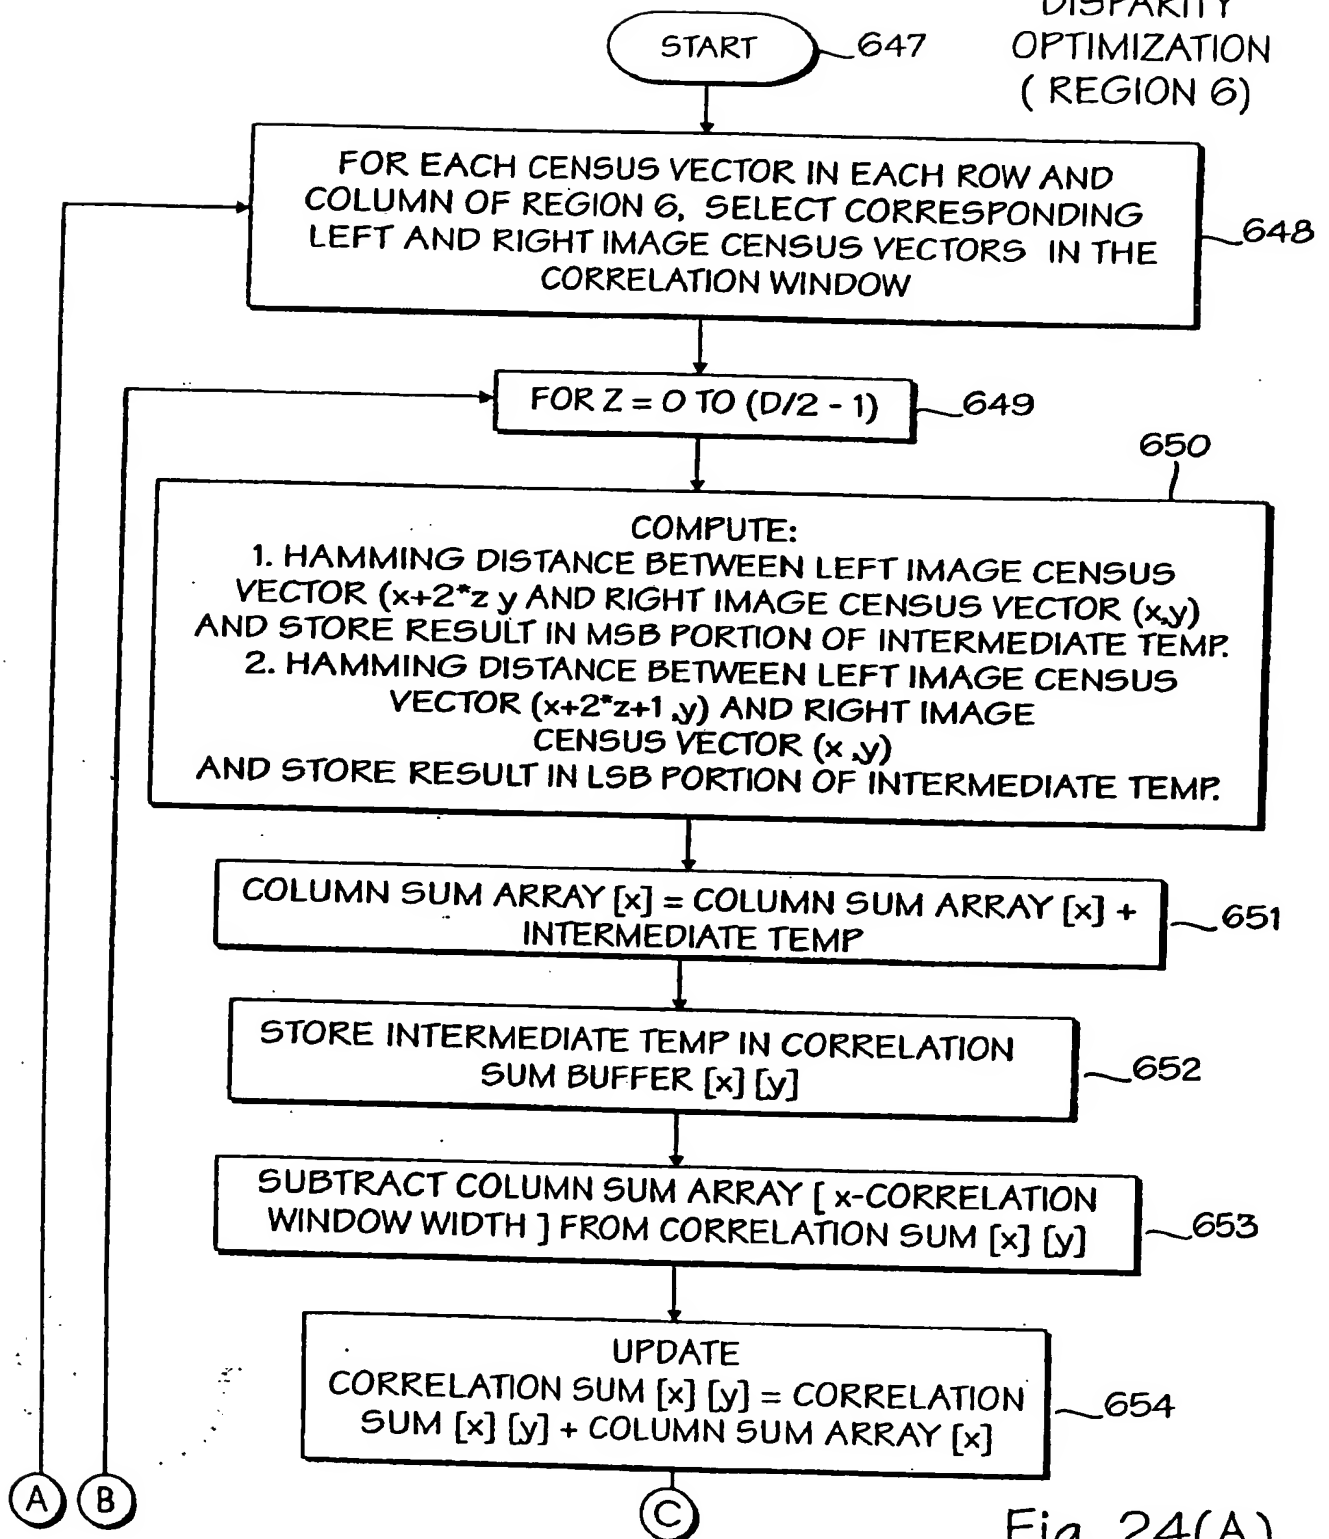 DISPARITY
OPTIMIZATION
( REGION 6)
START
647
FOR EACH CENSUS VECTOR IN EACH ROW AND
COLUMN OF REGION 6, SELECT CORRESPONDING
LEFT AND RIGHT IMAGE CENSUS VECTORS IN THE
CORRELATION WINDOW
648
FOR Z = 0 TO (D/2 - 1)
649
650
COMPUTE:
1. HAMMING DISTANCE BETWEEN LEFT IMAGE CENSUS
VECTOR (x+2*z y AND RIGHT IMAGE CENSUS VECTOR (x,y)
AND STORE RESULT IN MSB PORTION OF INTERMEDIATE TEMP.
2. HAMMING DISTANCE BETWEEN LEFT IMAGE CENSUS
VECTOR (x+2*z+1 ,y) AND RIGHT IMAGE
CENSUS VECTOR (x ,y)
AND STORE RESULT IN LSB PORTION OF INTERMEDIATE TEMP.
COLUMN SUM ARRAY [x] = COLUMN SUM ARRAY [x] +
INTERMEDIATE TEMP
651
STORE INTERMEDIATE TEMP IN CORRELATION
SUM BUFFER [x] [y]
652
SUBTRACT COLUMN SUM ARRAY [ x-CORRELATION
WINDOW WIDTH ] FROM CORRELATION SUM [x] [y]
653
UPDATE
CORRELATION SUM [x] [y] = CORRELATION
SUM [x] [y] + COLUMN SUM ARRAY [x]
654
A
B
C
Fig. 24(A)